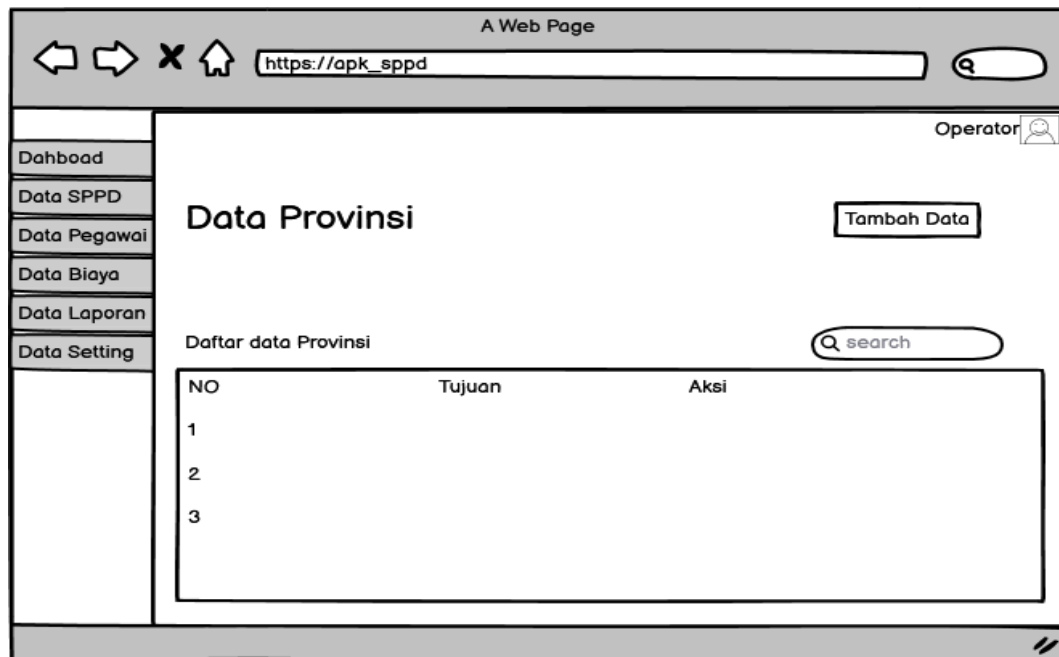 A Web Page
https://apk_sppd
Operator
Dahboad
Data SPPD
Data Pegawai
Data Biaya
Data Laporan
Data Setting
Data Provinsi
Tambah Data
Daftar data Provinsi
search
NO Tujuan Aksi
1
2
3